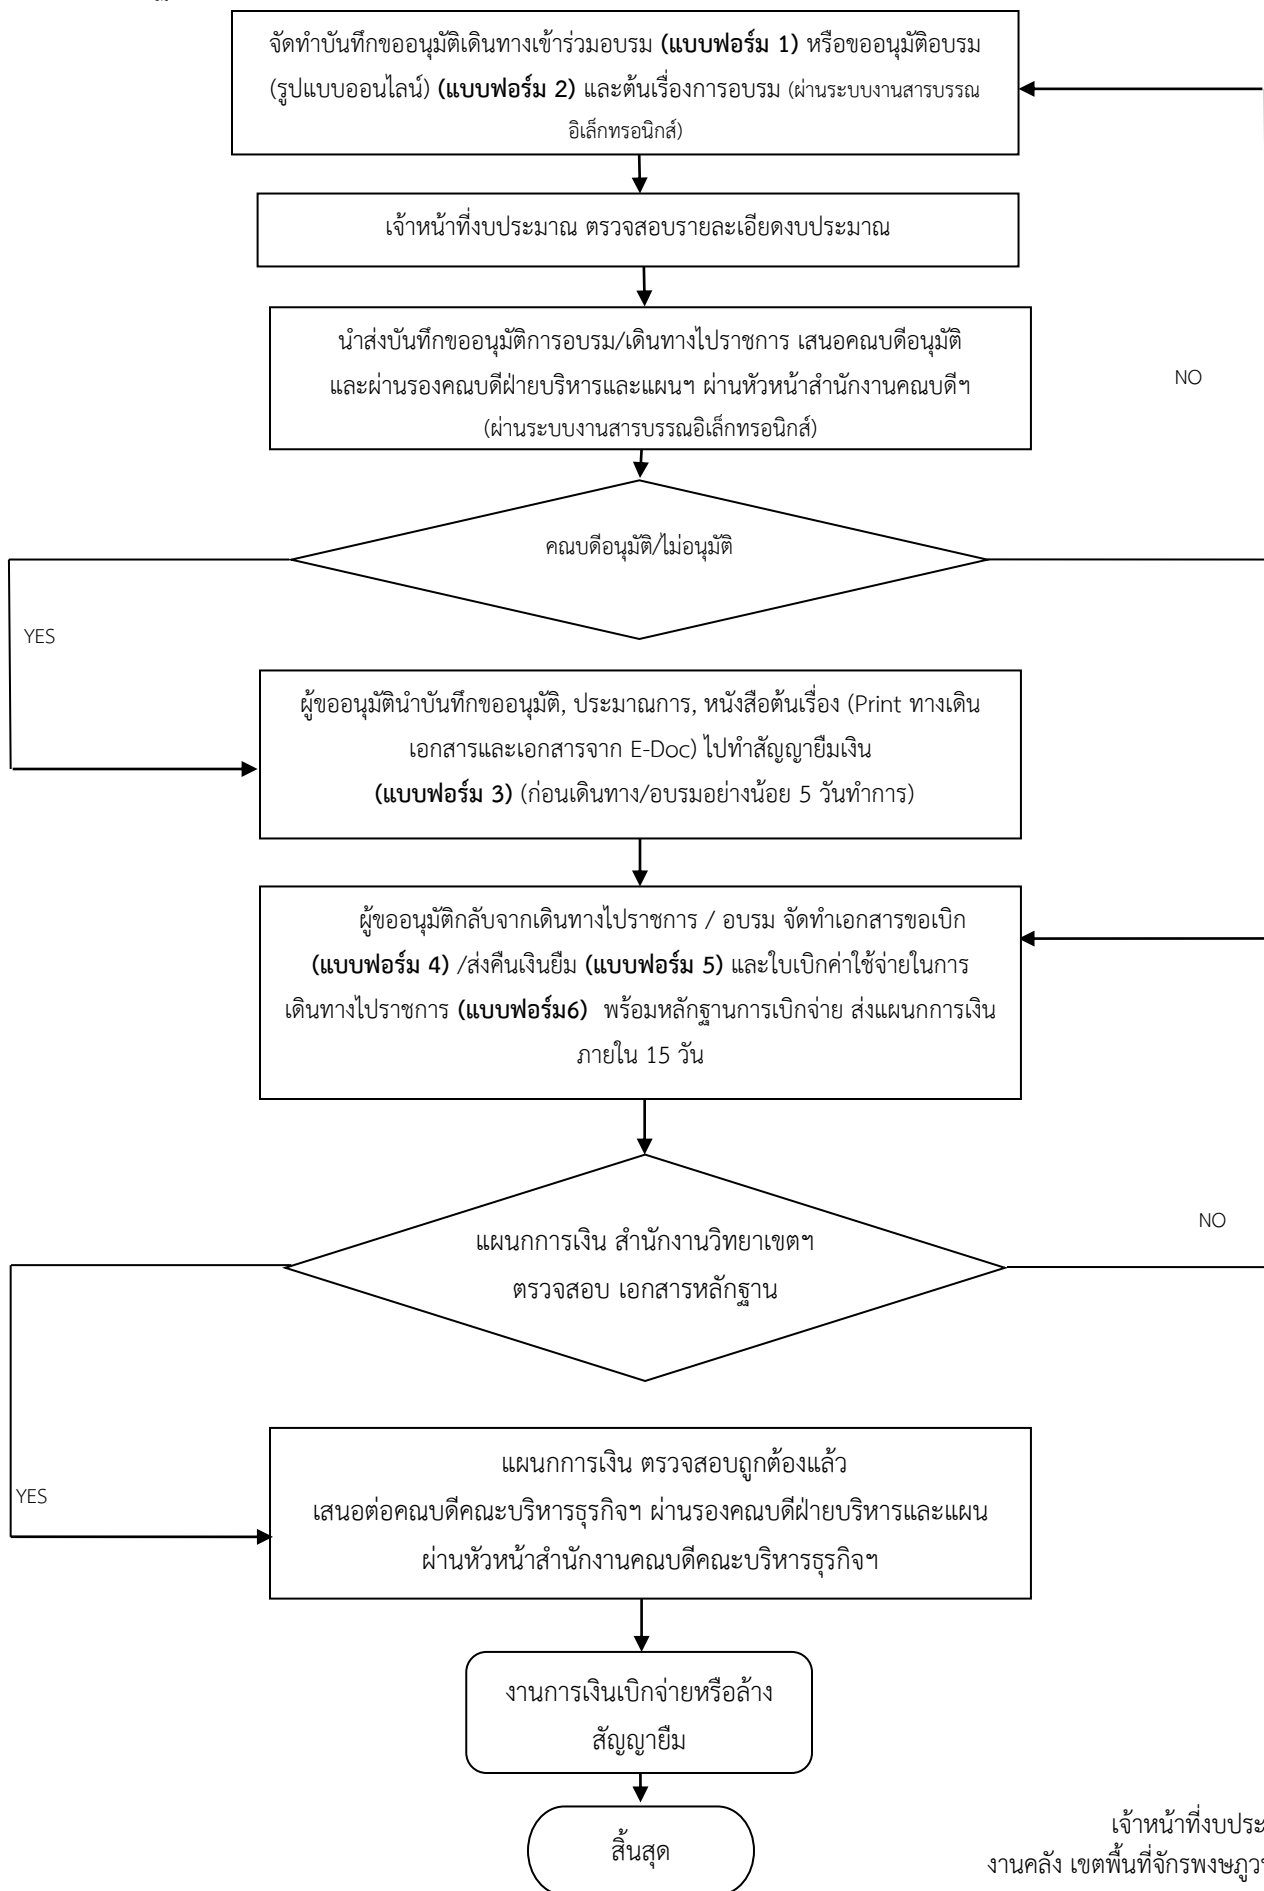 จัดทำบันทึกขออนุมัติเดินทางเข้าร่วมอบรม (แบบฟอร์ม 1) หรือขออนุมัติอบรม
(รูปแบบออนไลน์) (แบบฟอร์ม 2) และต้นเรื่องการอบรม (ผ่านระบบงานสารบรรณ
อิเล็กทรอนิกส์)
เจ้าหน้าที่งบประมาณ ตรวจสอบรายละเอียดงบประมาณ
นำส่งบันทึกขออนุมัติการอบรม/เดินทางไปราชการ เสนอคณบดีอนุมัติ
และผ่านรองคณบดีฝ่ายบริหารและแผนฯ ผ่านหัวหน้าสำนักงานคณบดีฯ
(ผ่านระบบงานสารบรรณอิเล็กทรอนิกส์)
NO
คณบดีอนุมัติ/ไม่อนุมัติ
YES
ผู้ขออนุมัตินำบันทึกขออนุมัติ, ประมาณการ, หนังสือต้นเรื่อง (Print ทางเดิน
เอกสารและเอกสารจาก E-Doc) ไปทำสัญญายืมเงิน
(แบบฟอร์ม 3) (ก่อนเดินทาง/อบรมอย่างน้อย 5 วันทำการ)
ผู้ขออนุมัติกลับจากเดินทางไปราชการ / อบรม จัดทำเอกสารขอเบิก
(แบบฟอร์ม 4) /ส่งคืนเงินยืม (แบบฟอร์ม 5) และใบเบิกค่าใช้จ่ายในการ
เดินทางไปราชการ (แบบฟอร์ม6) พร้อมหลักฐานการเบิกจ่าย ส่งแผนกการเงิน
ภายใน 15 วัน
NO
แผนกการเงิน สำนักงานวิทยาเขตฯ
ตรวจสอบ เอกสารหลักฐาน
YES
แผนกการเงิน ตรวจสอบถูกต้องแล้ว
เสนอต่อคณบดีคณะบริหารธุรกิจฯ ผ่านรองคณบดีฝ่ายบริหารและแผน
ผ่านหัวหน้าสำนักงานคณบดีคณะบริหารธุรกิจฯ
งานการเงินเบิกจ่ายหรือล้าง
สัญญายืม
สิ้นสุด
เจ้าหน้าที่งบประ
งานคลัง เขตพื้นที่จักรพงษภูว